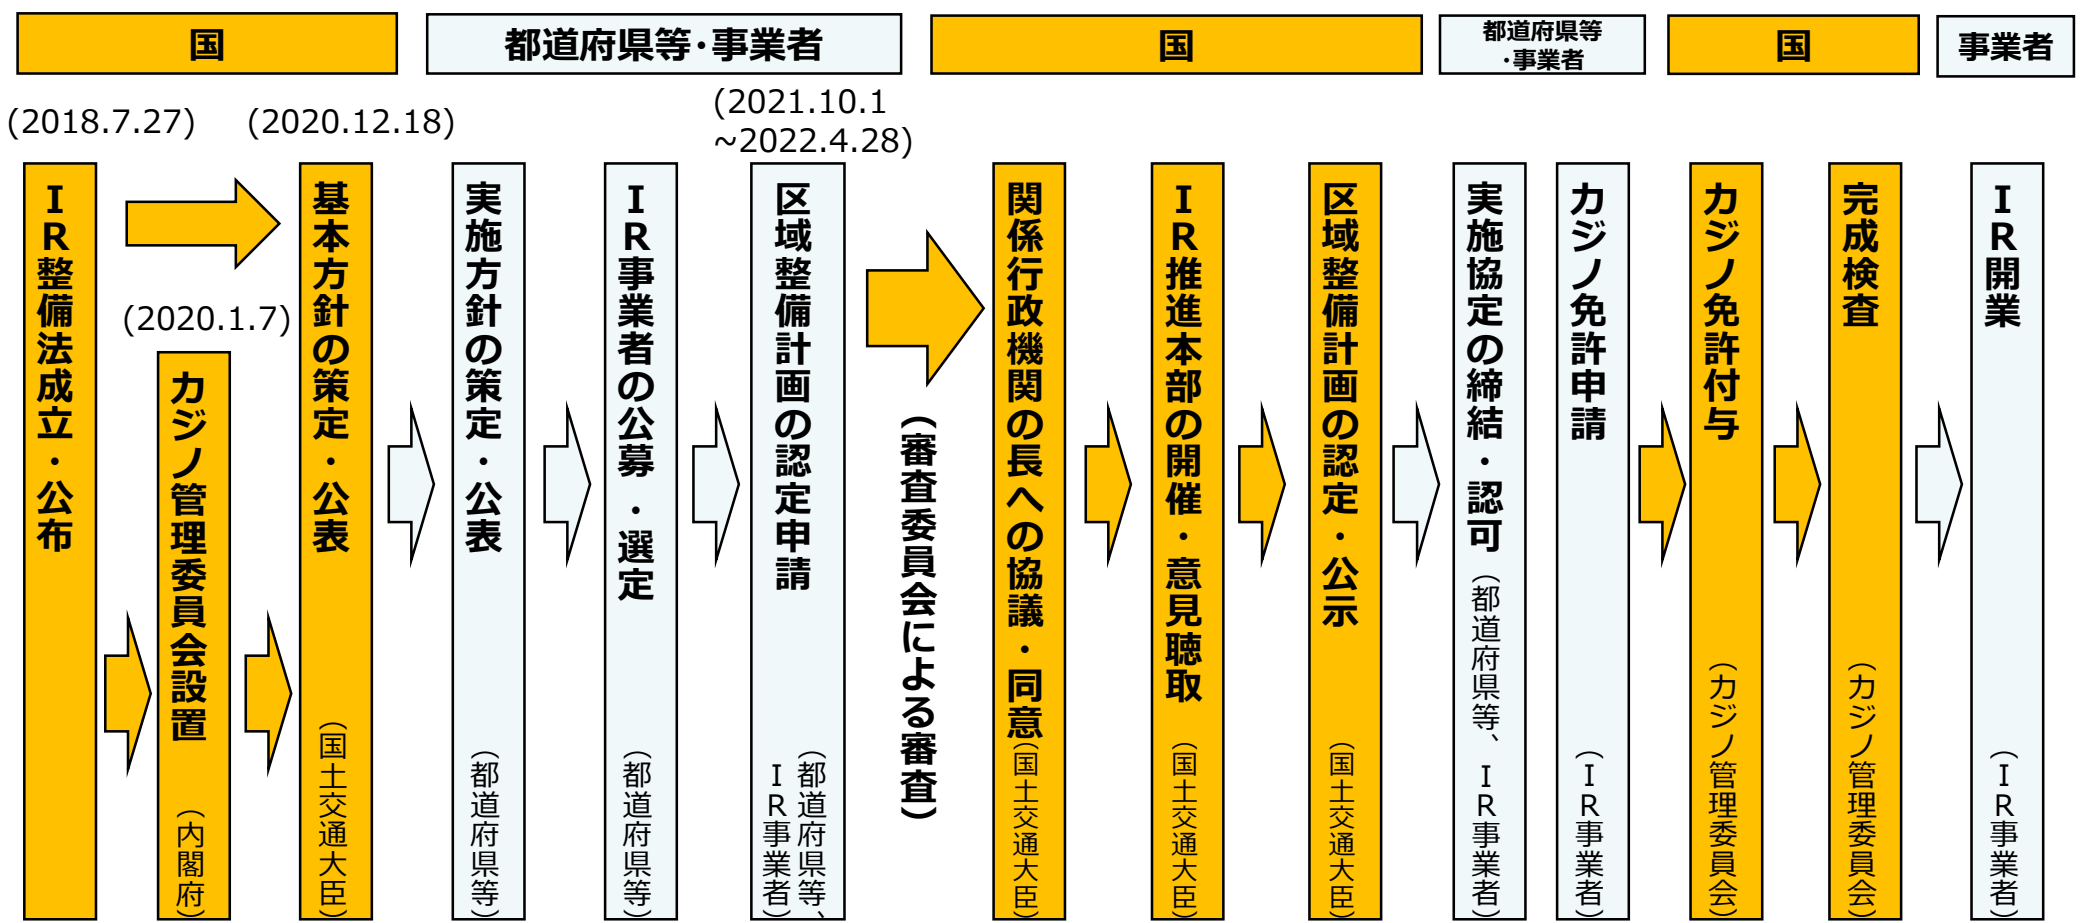 国
都道府県等・事業者
国
都道府県等
・事業者
国
事業者
(2018.7.27)
(2020.12.18)
(2021.10.1
~2022.4.28)
ＩＲ整備法成立・公布
(2020.1.7)
カジノ管理委員会設置
（内閣府）
基本方針の策定・公表
（国土交通大臣）
実施方針の策定・公表
（都道府県等）
ＩＲ事業者の公募・選定
（都道府県等）
区域整備計画の認定申請
（都道府県等、
ＩＲ事業者）
（審査委員会による審査）
関係行政機関の長への協議・同意
（国土交通大臣）
ＩＲ推進本部の開催・意見聴取
（国土交通大臣）
区域整備計画の認定・公示
（国土交通大臣）
実施協定の締結・認可
（都道府県等、ＩＲ事業者）
カジノ免許申請
（ＩＲ事業者）
カジノ免許付与
（カジノ管理委員会）
完成検査
（カジノ管理委員会）
ＩＲ開業
（ＩＲ事業者）